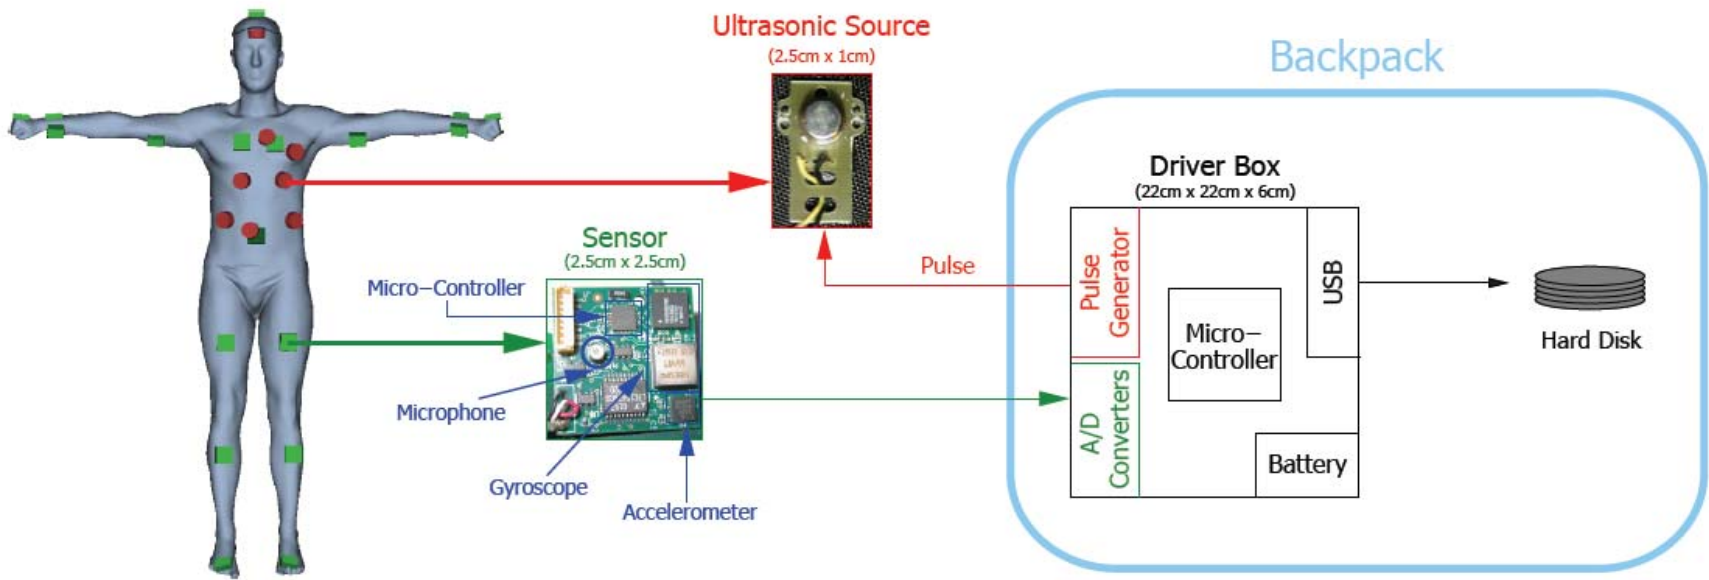 Ultrasonic Source
(2.5cm x 1cm)
Backpack
Driver Box
(22cm x 22cm x 6cm)
Sensor
(2.5cm x 2.5cm)
Pulse
Pulse
Generator
USB
Micro-Controller
Micro-
Controller
Hard Disk
Microphone
A/D
Converters
Gyroscope
Battery
Accelerometer